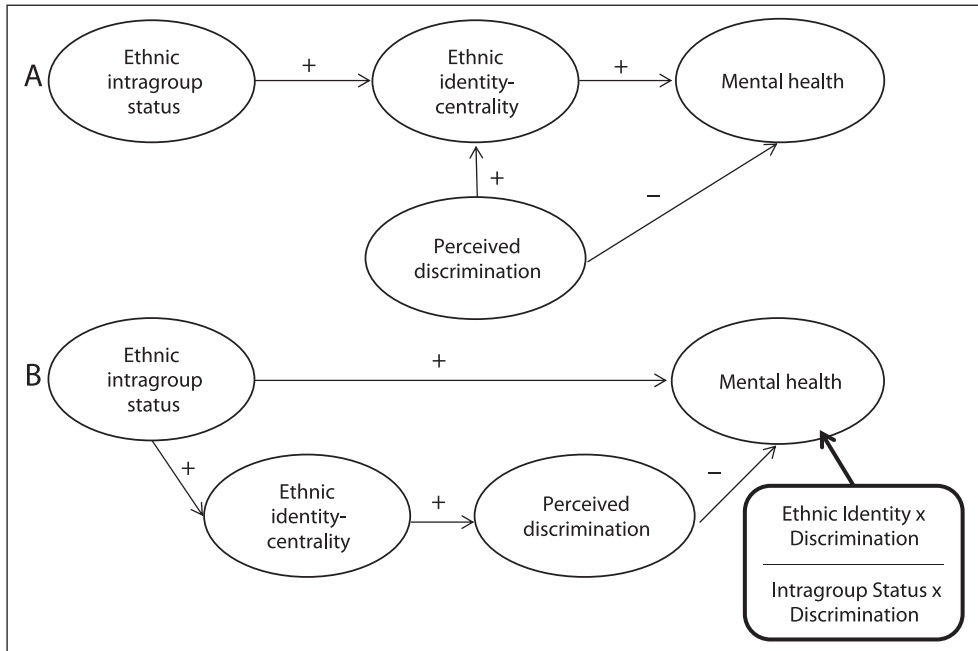 A
Ethnic
intragroup
status
+
Ethnic
identity-
centrality
+
Mental health
+
−
Perceived
discrimination
B
Ethnic
intragroup
status
+
Mental health
+
Ethnic
identity-
centrality
+
Perceived
discrimination
−
Ethnic Identity x
Discrimination
Intragroup Status x
Discrimination